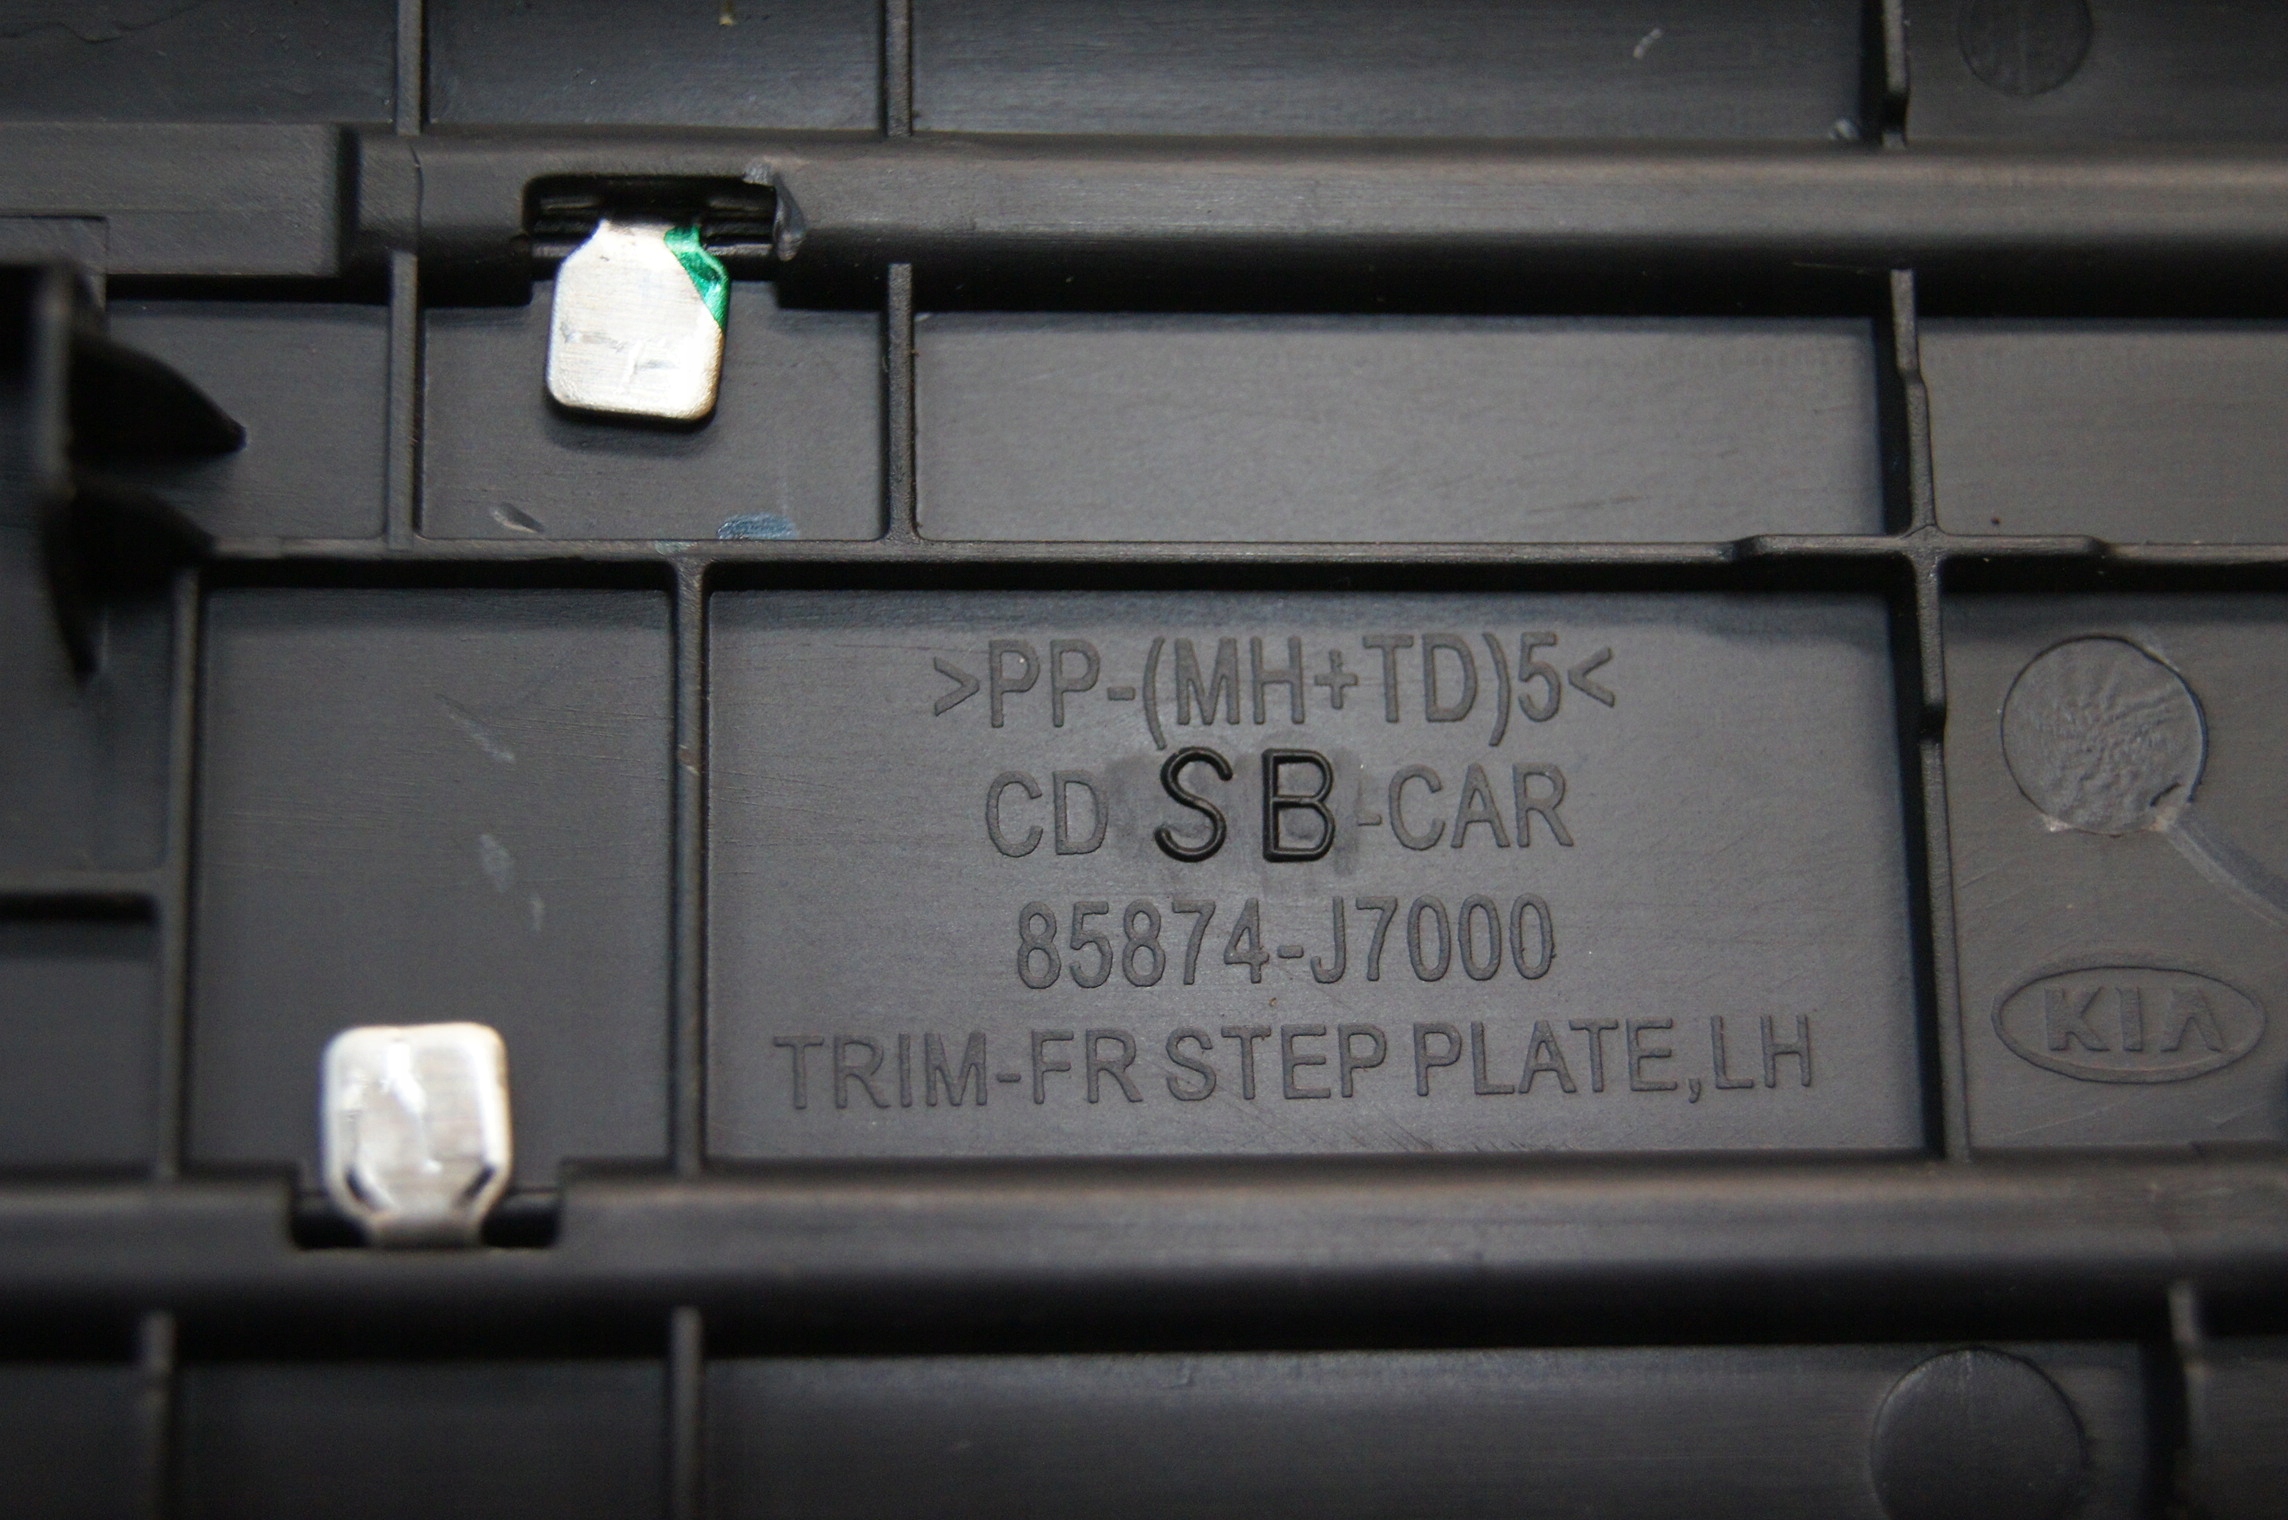 >PP-(MH+TD)5<
CD SB-CAR
85874-J7000
TRIM-FR STEP PLATE,LH
KIA